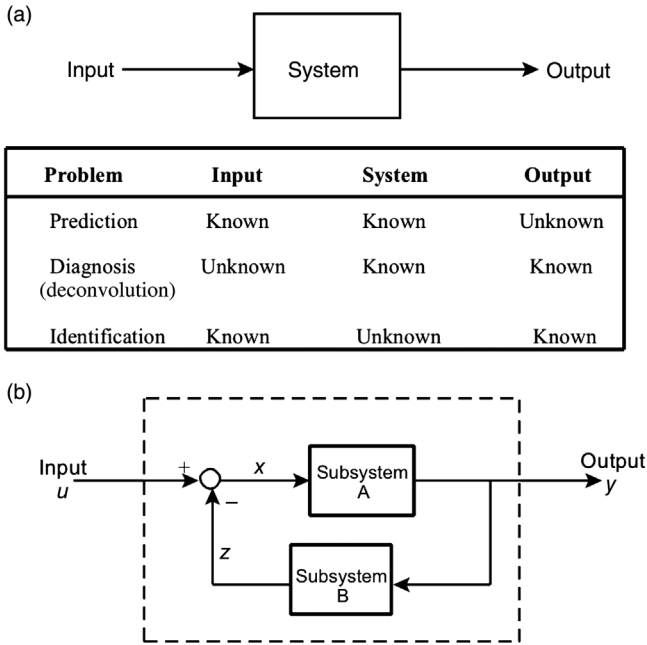 (a)
Input System Output
Problem Input System Output
Prediction Known Known Unknown
Diagnosis Unknown Known Known
(deconvolution)
Identification Known Unknown Known
(b)
Input Output
u + x Subsystem y
A
−
z
Subsystem
B